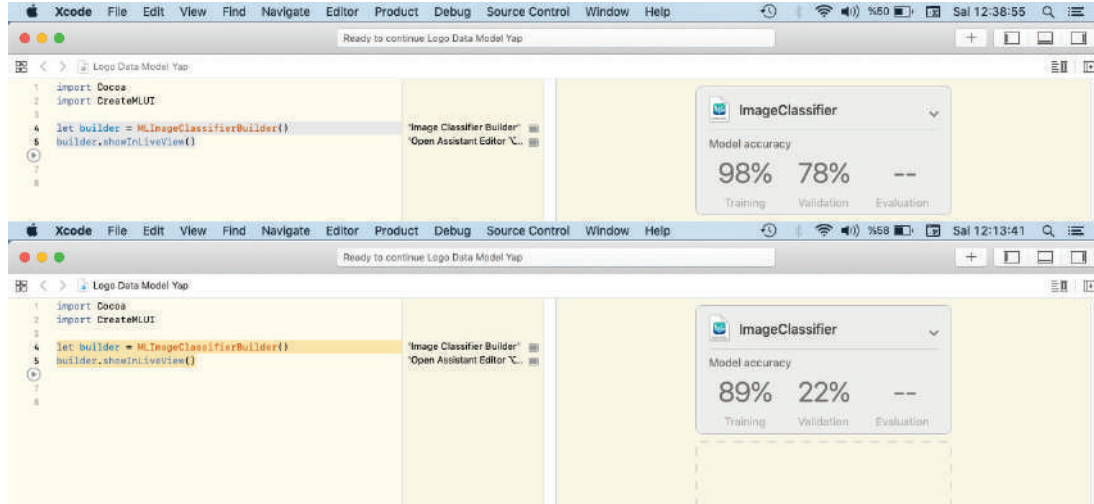 Xcode File Edit View Find Navigate Editor Product Debug Source Control Window Help %60 Sal 12:38:55
Ready to continue Logo Data Model Yap
Logo Data Model Yap
1 import Cocoa
2 import CreateMLUI
3
4 let builder = MLImageClassifierBuilder() "Image Classifier Builder"
5 builder.showInLiveView() "Open Assistant Editor ⌥…
7
8
ImageClassifier
Model accuracy
98% 78% --
Training Validation Evaluation
Xcode File Edit View Find Navigate Editor Product Debug Source Control Window Help %58 Sal 12:13:41
Ready to continue Logo Data Model Yap
Logo Data Model Yap
1 import Cocoa
2 import CreateMLUI
3
4 let builder = MLImageClassifierBuilder() "Image Classifier Builder"
5 builder.showInLiveView() "Open Assistant Editor ⌥…
7
8
ImageClassifier
Model accuracy
89% 22% --
Training Validation Evaluation